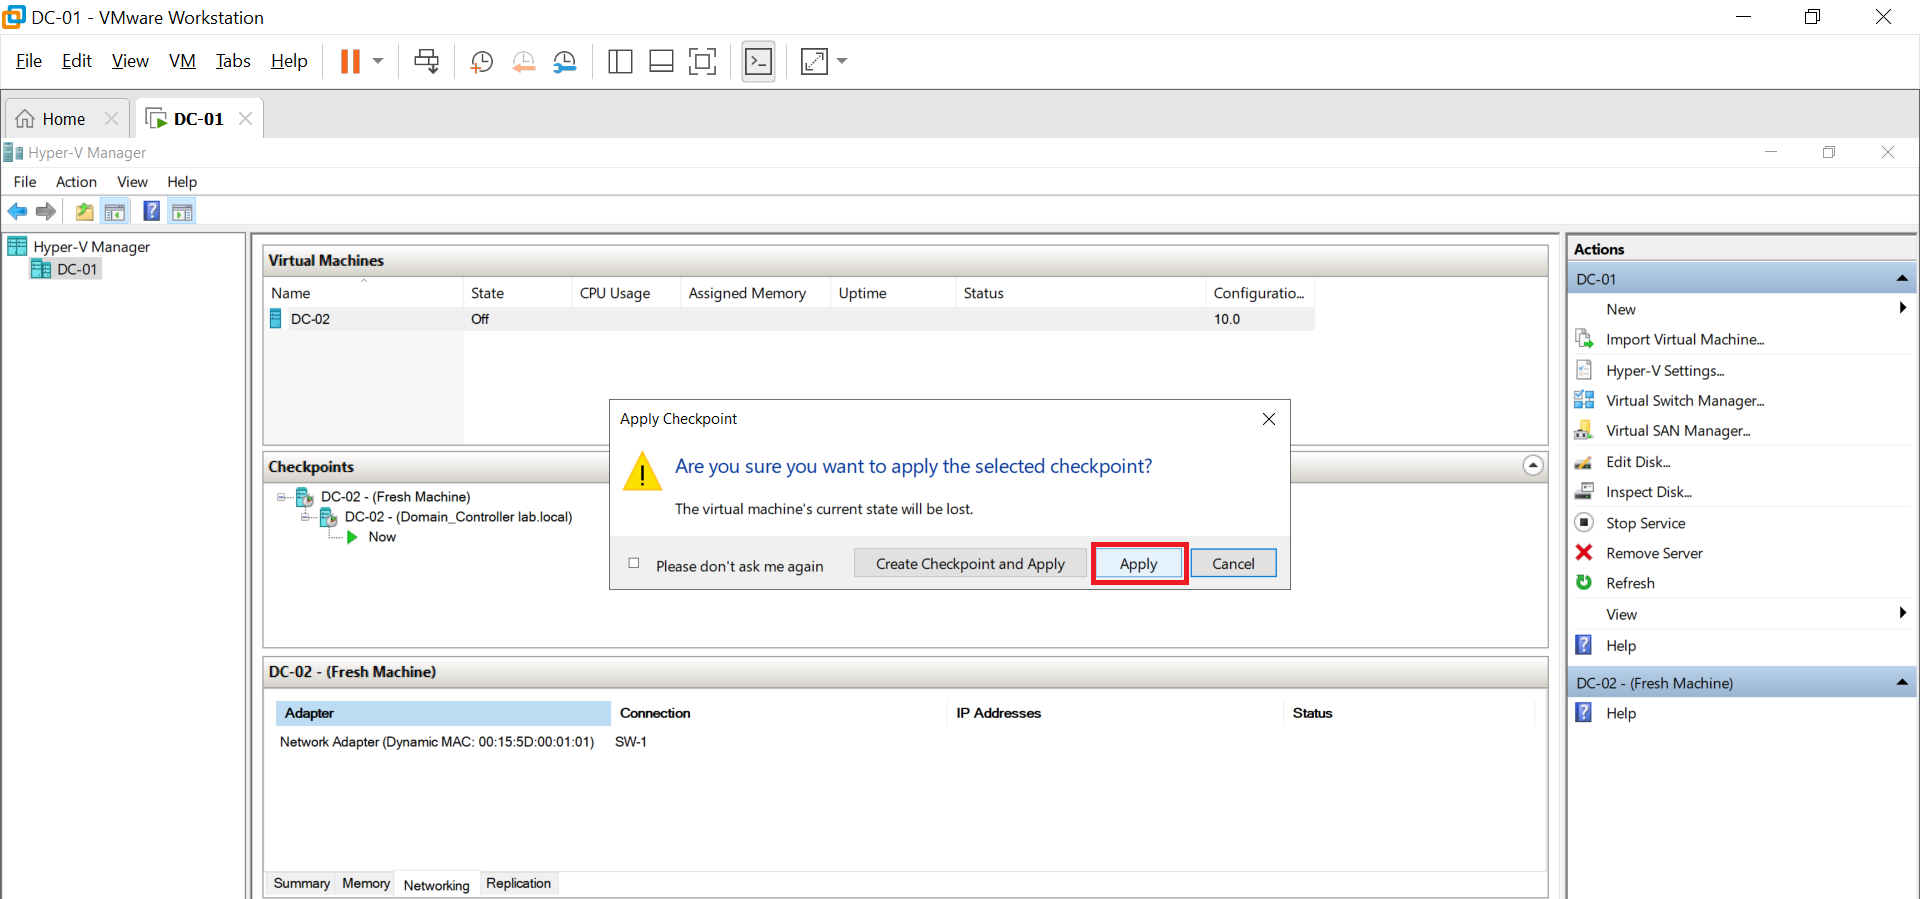 DC-01 - VMware Workstation
File Edit View VM Tabs Help
Home
DC-01
Hyper-V Manager
File Action View Help
Hyper-V Manager
DC-01
Virtual Machines
Name State CPU Usage Assigned Memory Uptime Status Configuratio...
DC-02 Off 10.0
Checkpoints
DC-02 - (Fresh Machine)
DC-02 - (Domain_Controller lab.local)
Now
Apply Checkpoint
Are you sure you want to apply the selected checkpoint?
The virtual machine's current state will be lost.
Please don't ask me again
Create Checkpoint and Apply
Apply
Cancel
DC-02 - (Fresh Machine)
Adapter Connection IP Addresses Status
Network Adapter (Dynamic MAC: 00:15:5D:00:01:01) SW-1
Summary Memory Networking Replication
Actions
DC-01
New
Import Virtual Machine...
Hyper-V Settings...
Virtual Switch Manager...
Virtual SAN Manager...
Edit Disk...
Inspect Disk...
Stop Service
Remove Server
Refresh
View
Help
DC-02 - (Fresh Machine)
Help